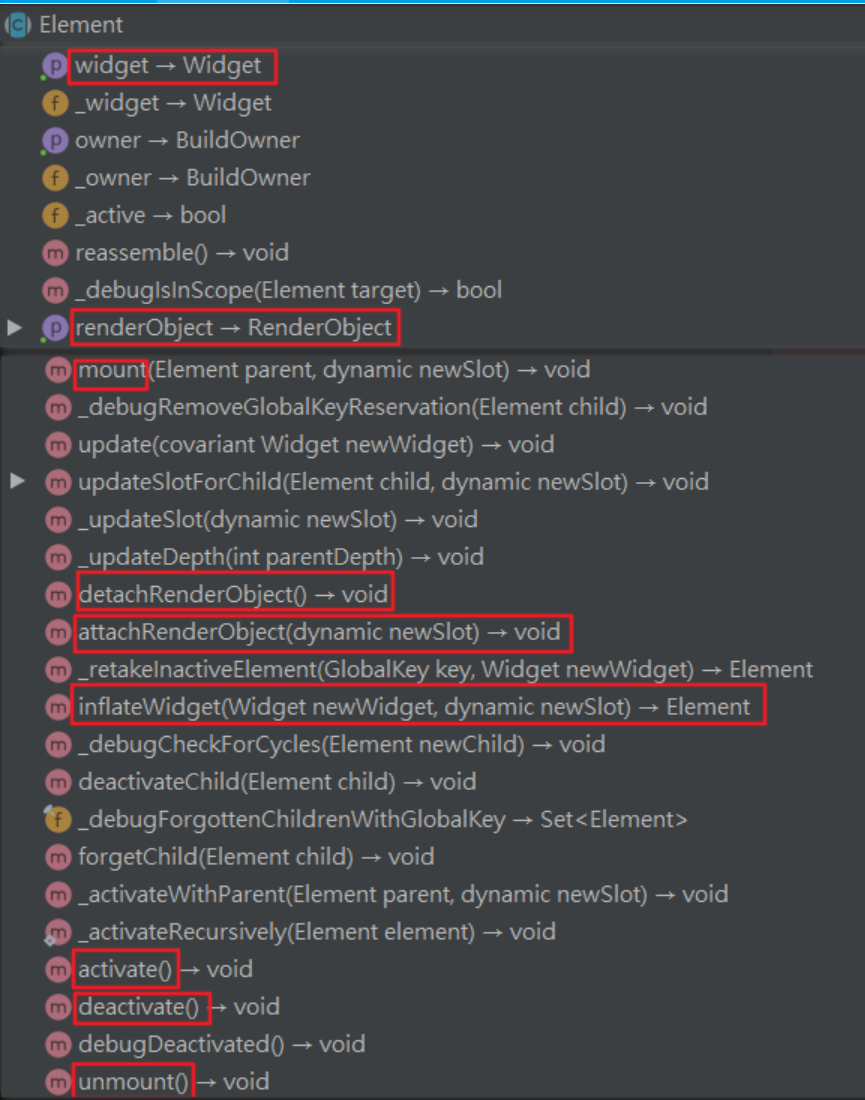 Element
widget → Widget
_widget → Widget
owner → BuildOwner
_owner → BuildOwner
_active → bool
reassemble() → void
_debugIsInScope(Element target) → bool
renderObject → RenderObject
mount(Element parent, dynamic newSlot) → void
_debugRemoveGlobalKeyReservation(Element child) → void
update(covariant Widget newWidget) → void
updateSlotForChild(Element child, dynamic newSlot) → void
_updateSlot(dynamic newSlot) → void
_updateDepth(int parentDepth) → void
detachRenderObject() → void
attachRenderObject(dynamic newSlot) → void
_retakeInactiveElement(GlobalKey key, Widget newWidget) → Element
inflateWidget(Widget newWidget, dynamic newSlot) → Element
_debugCheckForCycles(Element newChild) → void
deactivateChild(Element child) → void
_debugForgottenChildrenWithGlobalKey → Set<Element>
forgetChild(Element child) → void
_activateWithParent(Element parent, dynamic newSlot) → void
_activateRecursively(Element element) → void
activate() → void
deactivate() → void
debugDeactivated() → void
unmount() → void